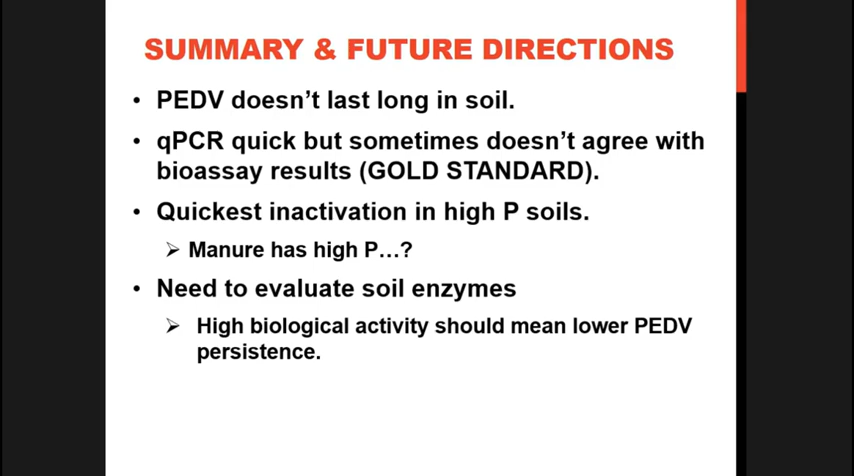 SUMMARY & FUTURE DIRECTIONS
• PEDV doesn't last long in soil.
• qPCR quick but sometimes doesn't agree with
bioassay results (GOLD STANDARD).
• Quickest inactivation in high P soils.
➢ Manure has high P…?
• Need to evaluate soil enzymes
➢ High biological activity should mean lower PEDV
persistence.